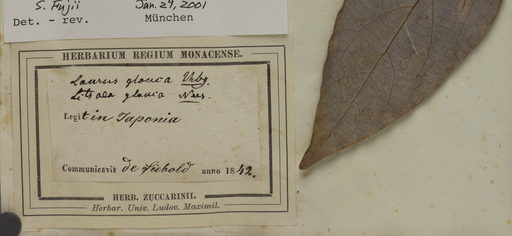 S. Fujii Jan. 29, 2001
Det. - rev. München
HERBARIUM REGIUM MONACENSE.
Laurus glauca Thbg.
Litsaea glauca Nees.
Legit in Japonia
Communicavit de Siebold anno 1842.
HERB. ZUCCARINII.
Herbar. Univ. Ludov. Maximil.